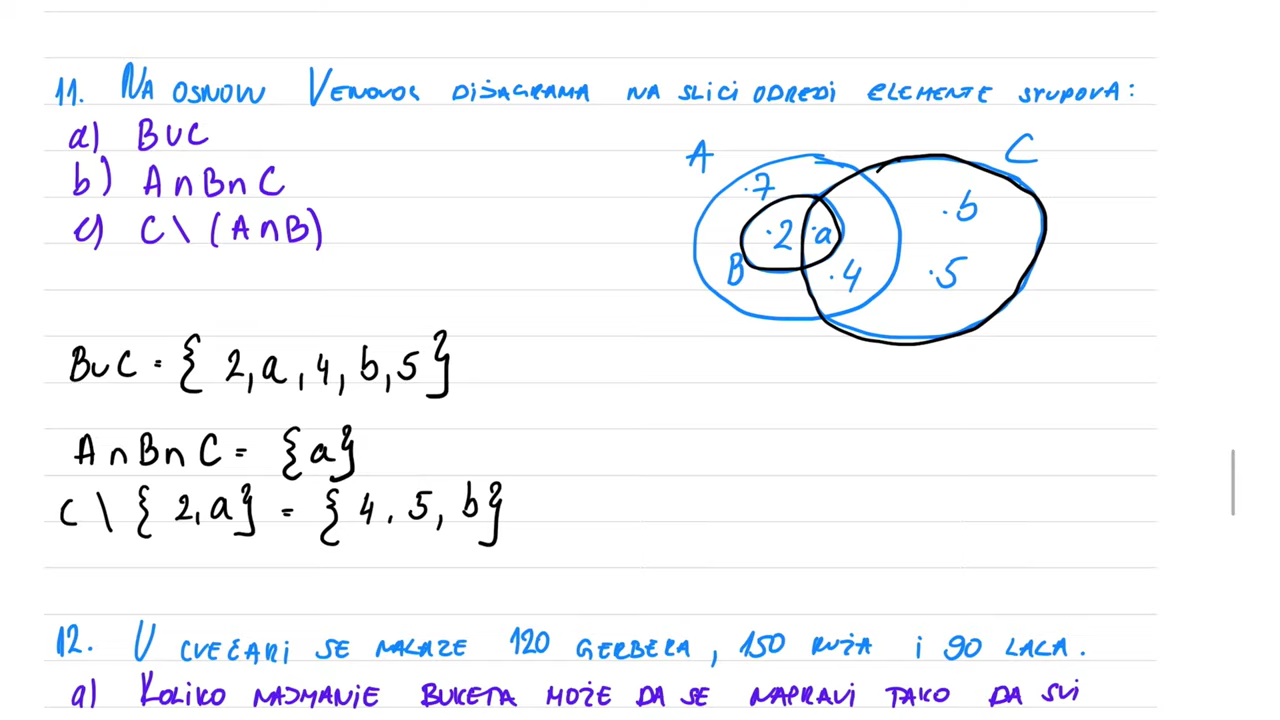 11. NA OSNOVU VENOVOG DIJAGRAMA NA SLICI ODREDI ELEMENTE SKUPOVA:
a) B∪C
b) A∩B∩C
c) C \ (A∩B)
A C
.7
.b
.2 .a
B .4 .5
B∪C = { 2, a, 4, b, 5 }
A∩B∩C = {a}
C \ { 2, a} = { 4, 5, b}
12. U CVEĆARI SE NALAZE 120 GERBERA, 150 RUŽA I 90 LALA.
a) KOLIKO NAJMANJE BUKETA MOŽE DA SE NAPRAVI TAKO DA SVI